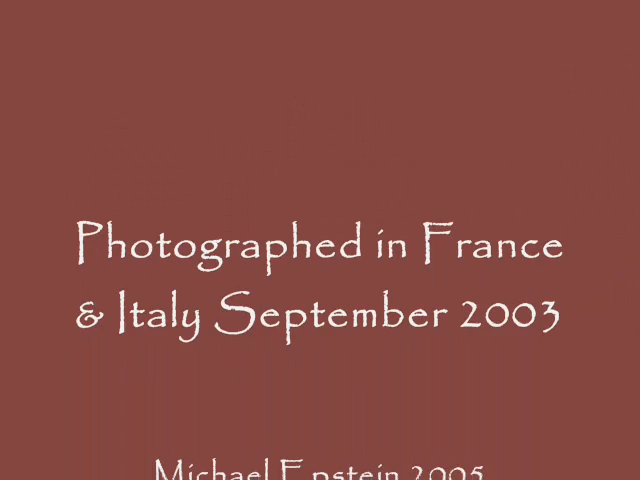 Photographed in France
& Italy September 2003
Michael Epstein 2005